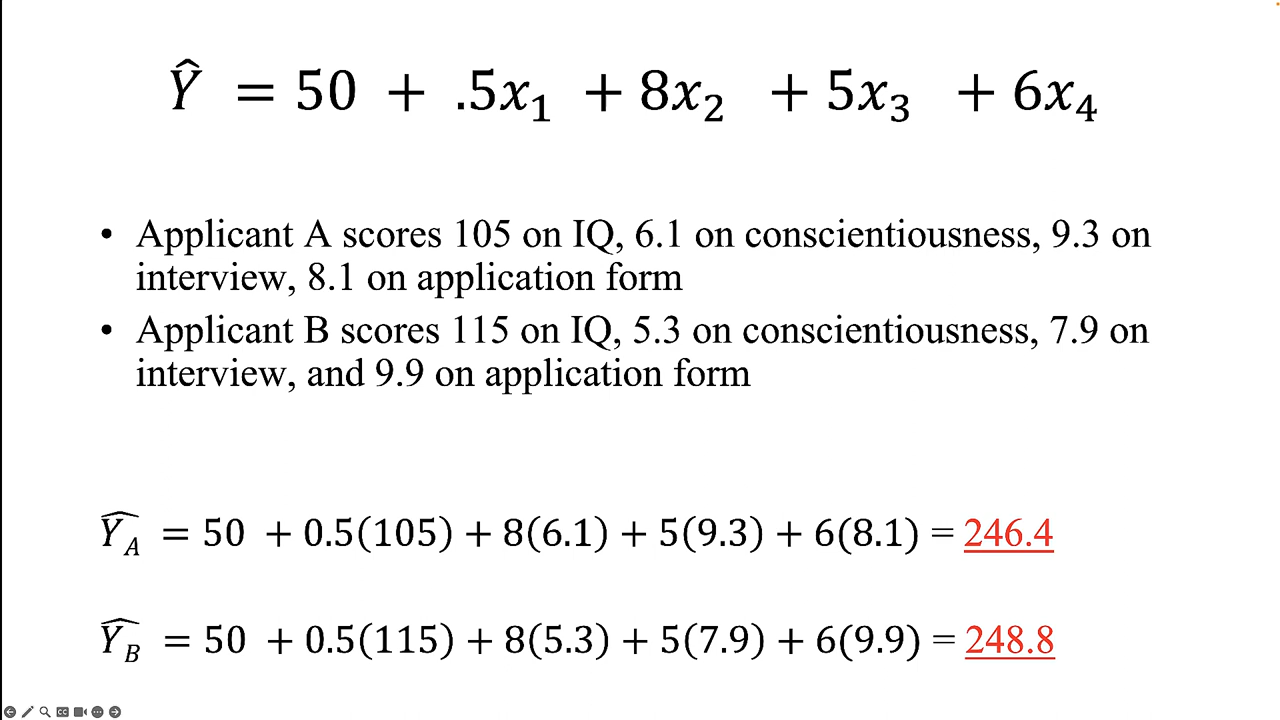 Ŷ = 50 + .5x₁ + 8x₂ + 5x₃ + 6x₄
• Applicant A scores 105 on IQ, 6.1 on conscientiousness, 9.3 on
interview, 8.1 on application form
• Applicant B scores 115 on IQ, 5.3 on conscientiousness, 7.9 on
interview, and 9.9 on application form
Ŷ_A = 50 + 0.5(105) + 8(6.1) + 5(9.3) + 6(8.1) = 246.4
Ŷ_B = 50 + 0.5(115) + 8(5.3) + 5(7.9) + 6(9.9) = 248.8